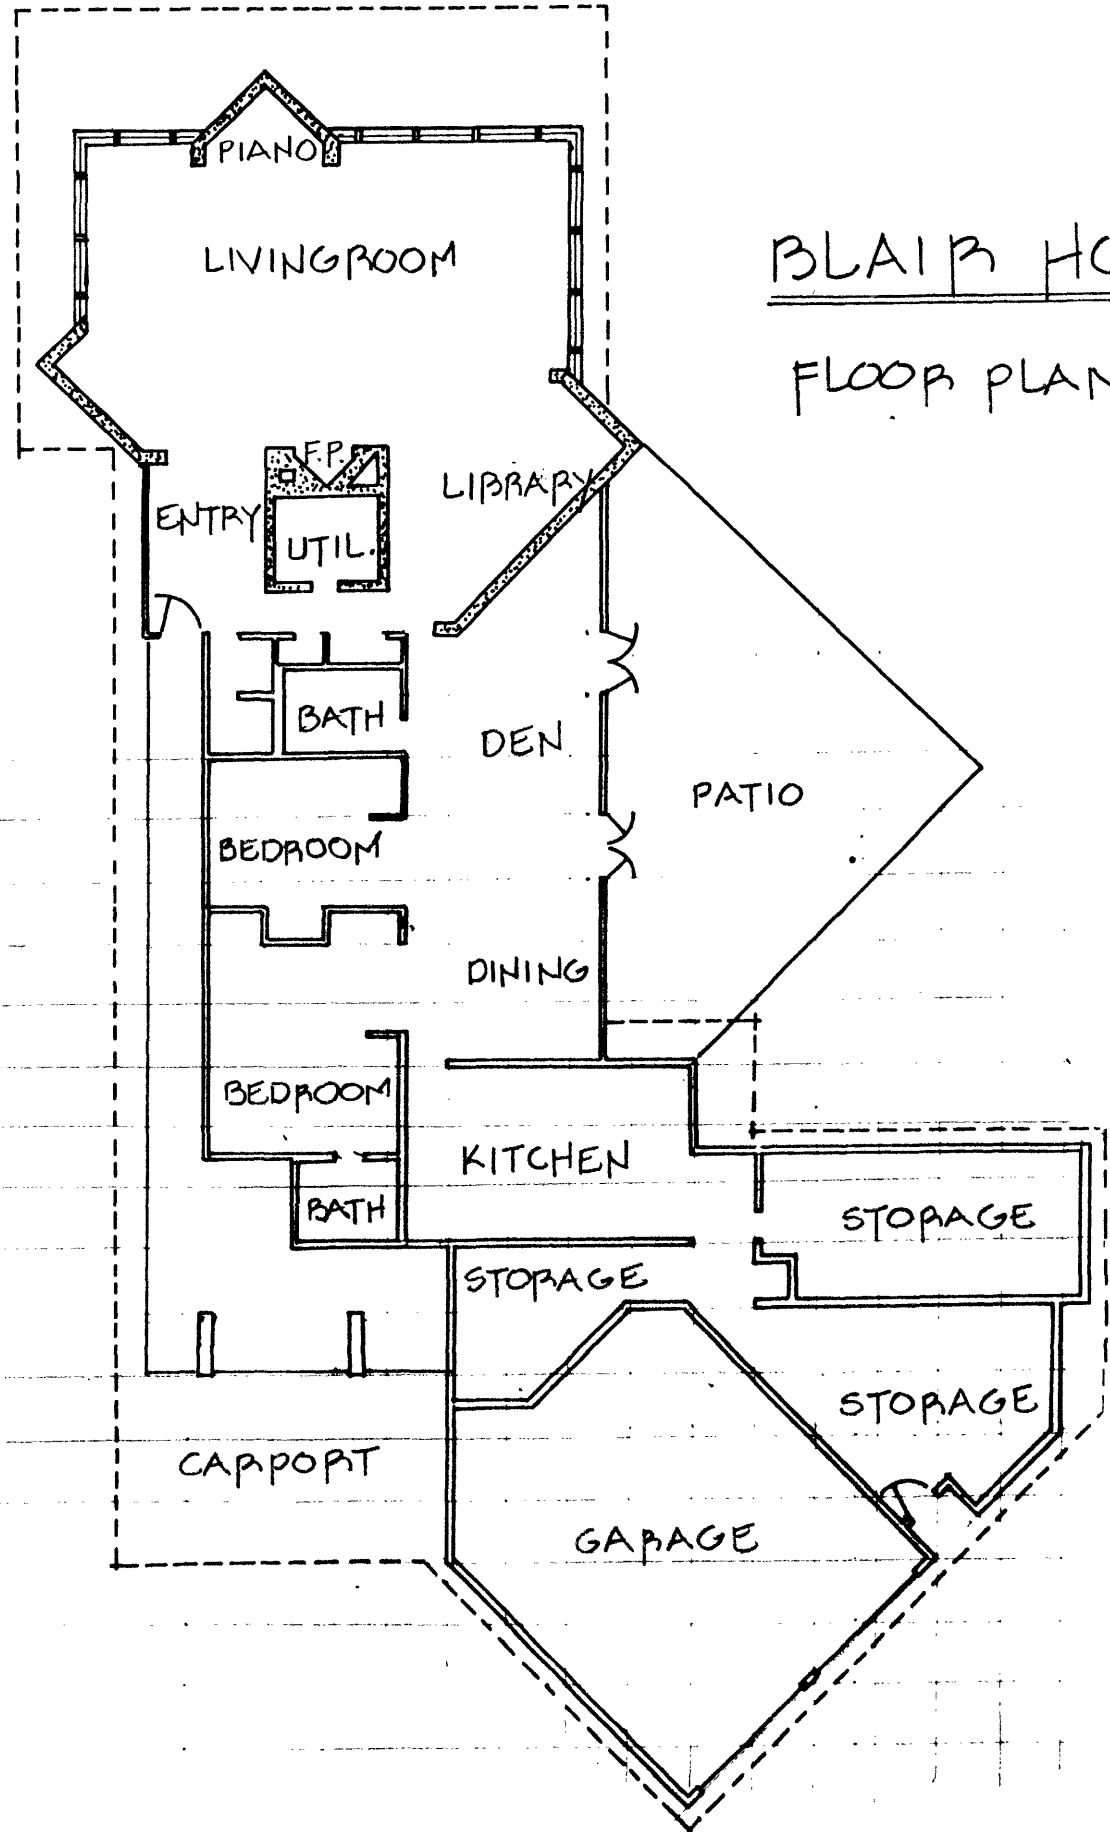 PIANO
LIVINGROOM
BLAIR HO
FLOOR PLAN
F.P.
LIBRARY
ENTRY
UTIL.
BATH
DEN
PATIO
BEDROOM
DINING
BEDROOM
KITCHEN
BATH
STORAGE
STORAGE
STORAGE
CARPORT
GARAGE